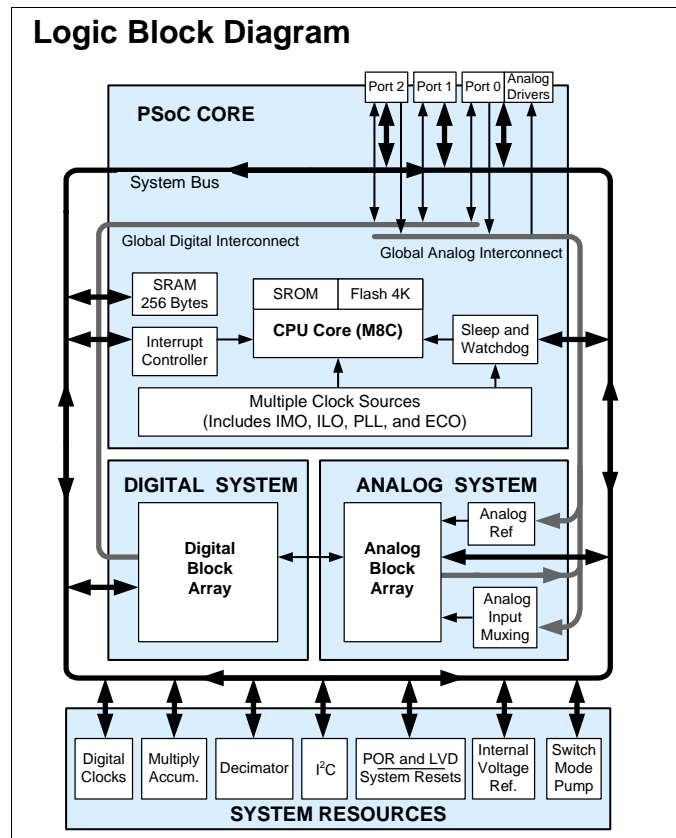 Logic Block Diagram
Port 2
Port 1
Port 0
Analog
Drivers
PSoC CORE
System Bus
Global Digital Interconnect
Global Analog Interconnect
SRAM
256 Bytes
SROM
Flash 4K
CPU Core (M8C)
Interrupt
Controller
Sleep and
Watchdog
Multiple Clock Sources
(Includes IMO, ILO, PLL, and ECO)
DIGITAL SYSTEM
ANALOG SYSTEM
Digital
Block
Array
Analog
Block
Array
Analog
Ref
Analog
Input
Muxing
Digital
Clocks
Multiply
Accum.
Decimator
I²C
POR and LVD
System Resets
Internal
Voltage
Ref.
Switch
Mode
Pump
SYSTEM RESOURCES